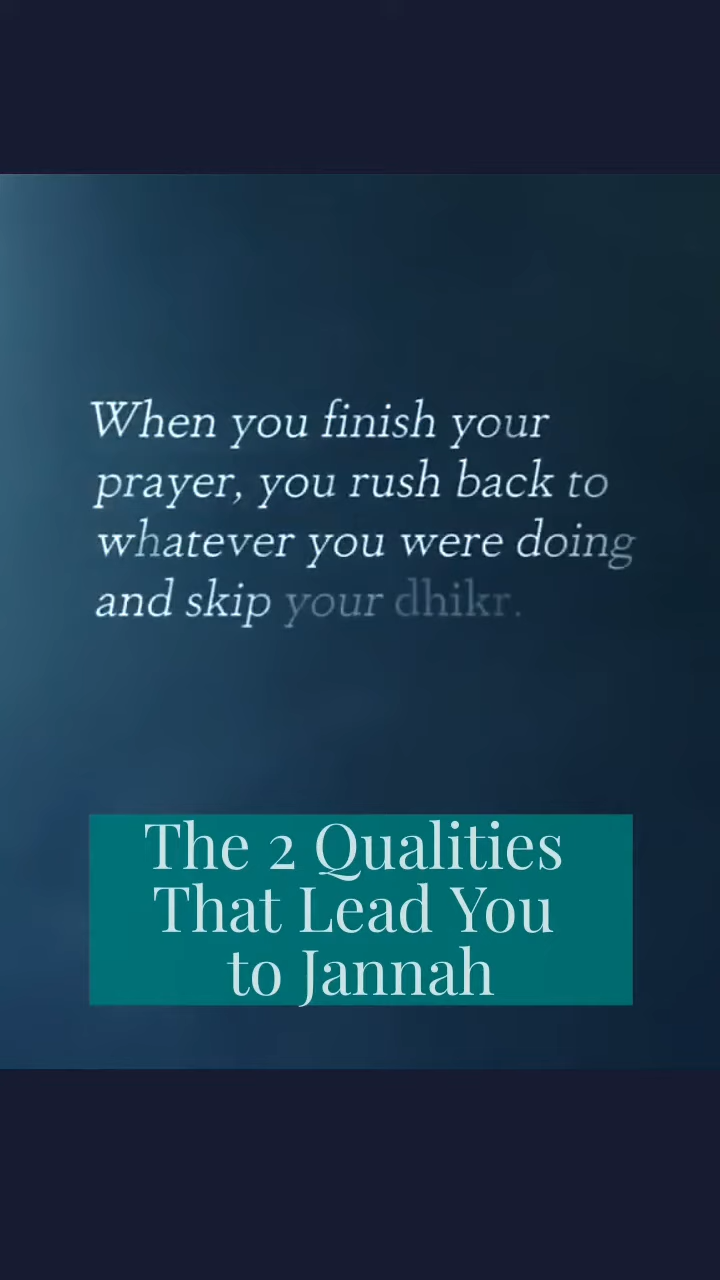 When you finish your
prayer, you rush back to
whatever you were doing
and skip your dhikr.
The 2 Qualities
That Lead You
to Jannah